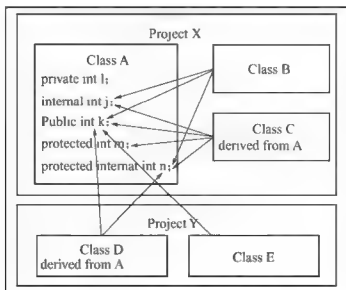 Project X
Class A
private int l;
internal int j;
Public int k;
protected int m;
protected internat int n;
Class B
Class C
derived from A
Project Y
Class D
derived from A
Class E